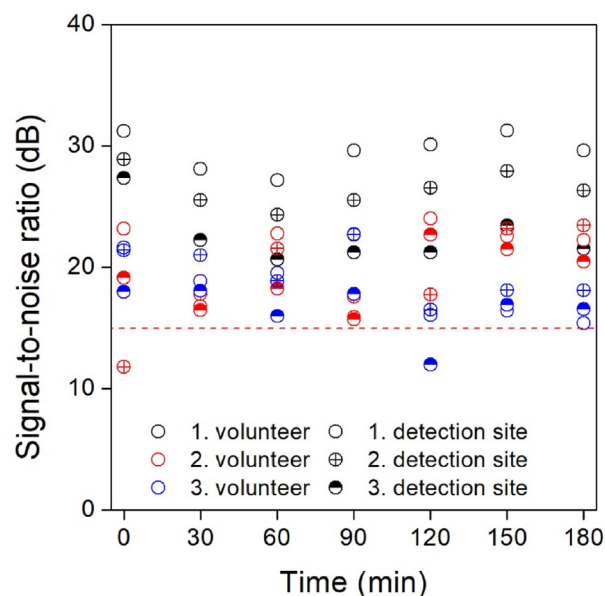 Signal-to-noise ratio (dB)
40
30
20
10
0
1. volunteer 1. detection site
2. volunteer 2. detection site
3. volunteer 3. detection site
0 30 60 90 120 150 180
Time (min)